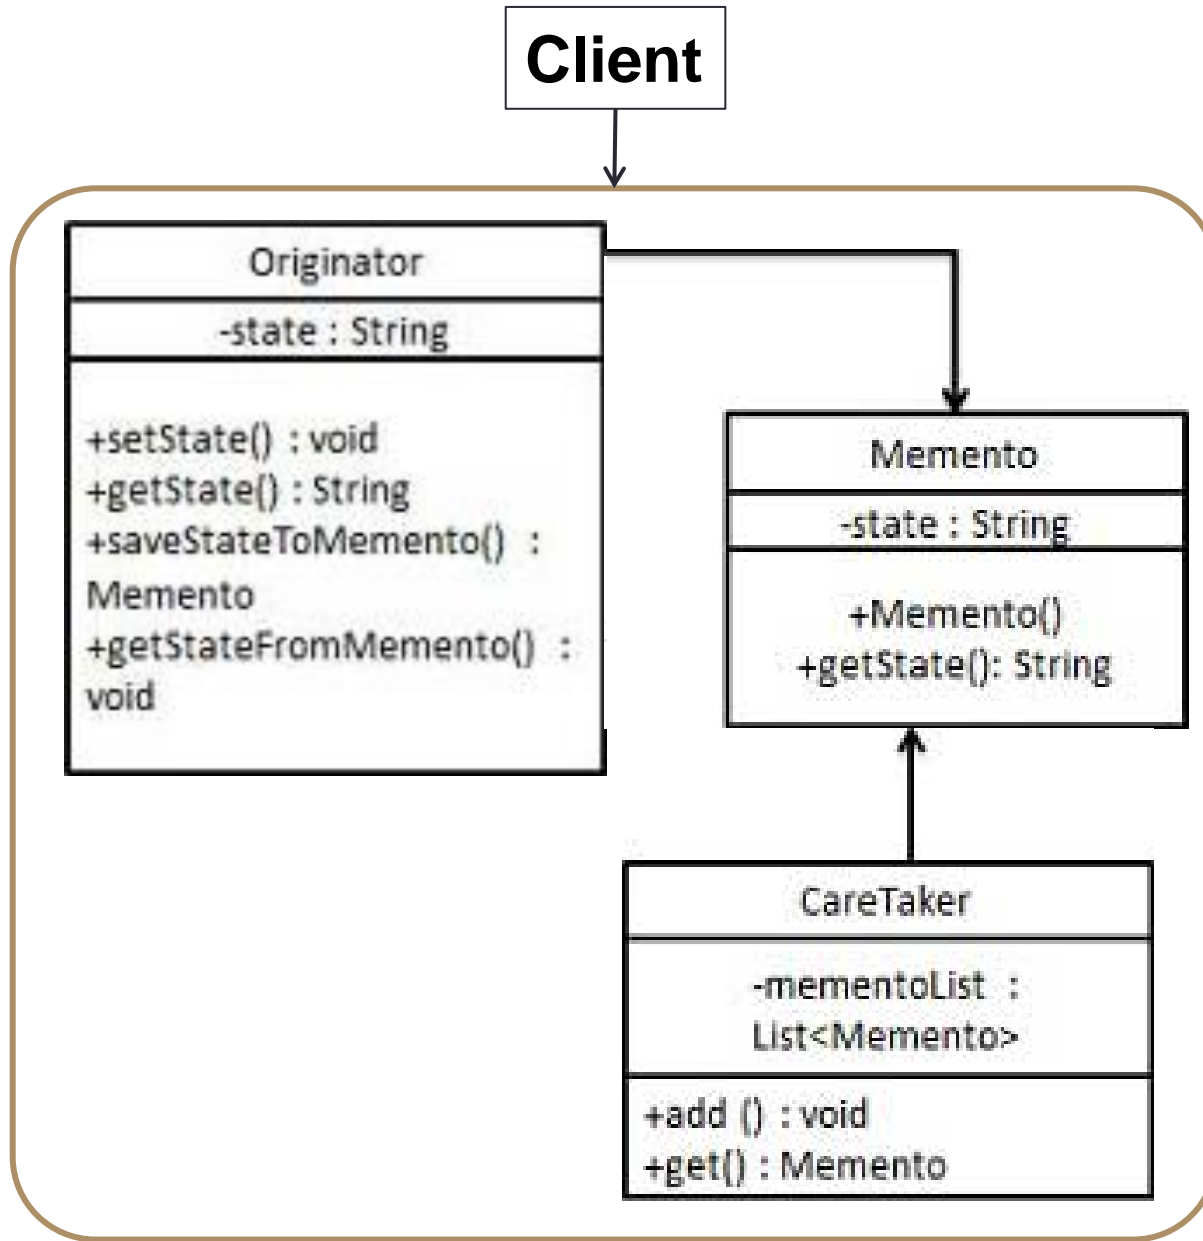 Client
Originator
-state : String
+setState() : void
+getState() : String
+saveStateToMemento() :
Memento
+getStateFromMemento() :
void
Memento
-state : String
+Memento()
+getState(): String
CareTaker
-mementoList :
List<Memento>
+add () : void
+get() : Memento